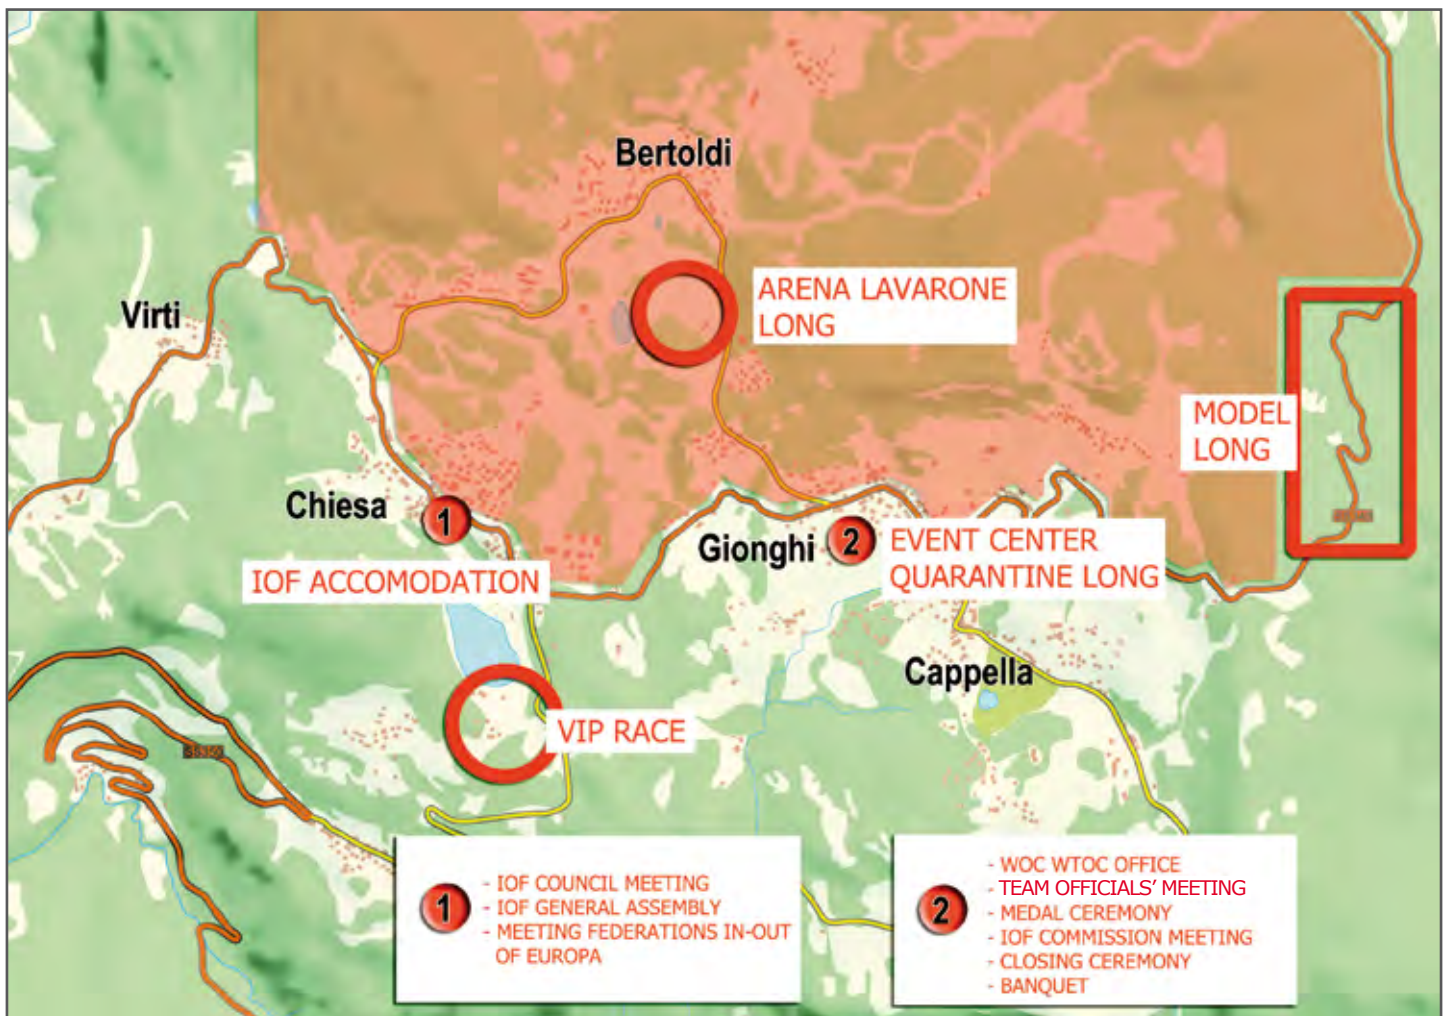 Bertoldi
ARENA LAVARONE
LONG
Virti
MODEL
LONG
Chiesa
1
Gionghi
2
EVENT CENTER
QUARANTINE LONG
IOF ACCOMODATION
Cappella
VIP RACE
1
- IOF COUNCIL MEETING
- IOF GENERAL ASSEMBLY
- MEETING FEDERATIONS IN-OUT
OF EUROPA
2
- WOC WTOC OFFICE
- TEAM OFFICIALS' MEETING
- MEDAL CEREMONY
- IOF COMMISSION MEETING
- CLOSING CEREMONY
- BANQUET